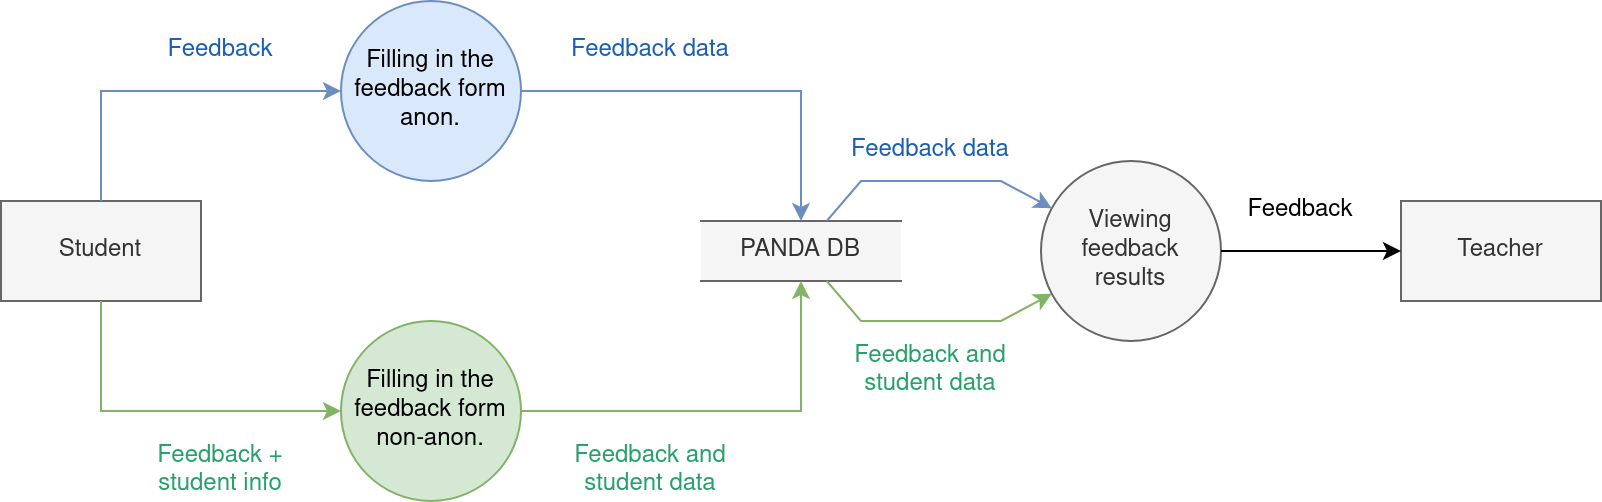 Feedback
Filling in the
feedback form
anon.
Feedback data
Feedback data
Student
PANDA DB
Viewing
feedback
results
Feedback
Teacher
Feedback and
student data
Filling in the
feedback form
non-anon.
Feedback +
student info
Feedback and
student data